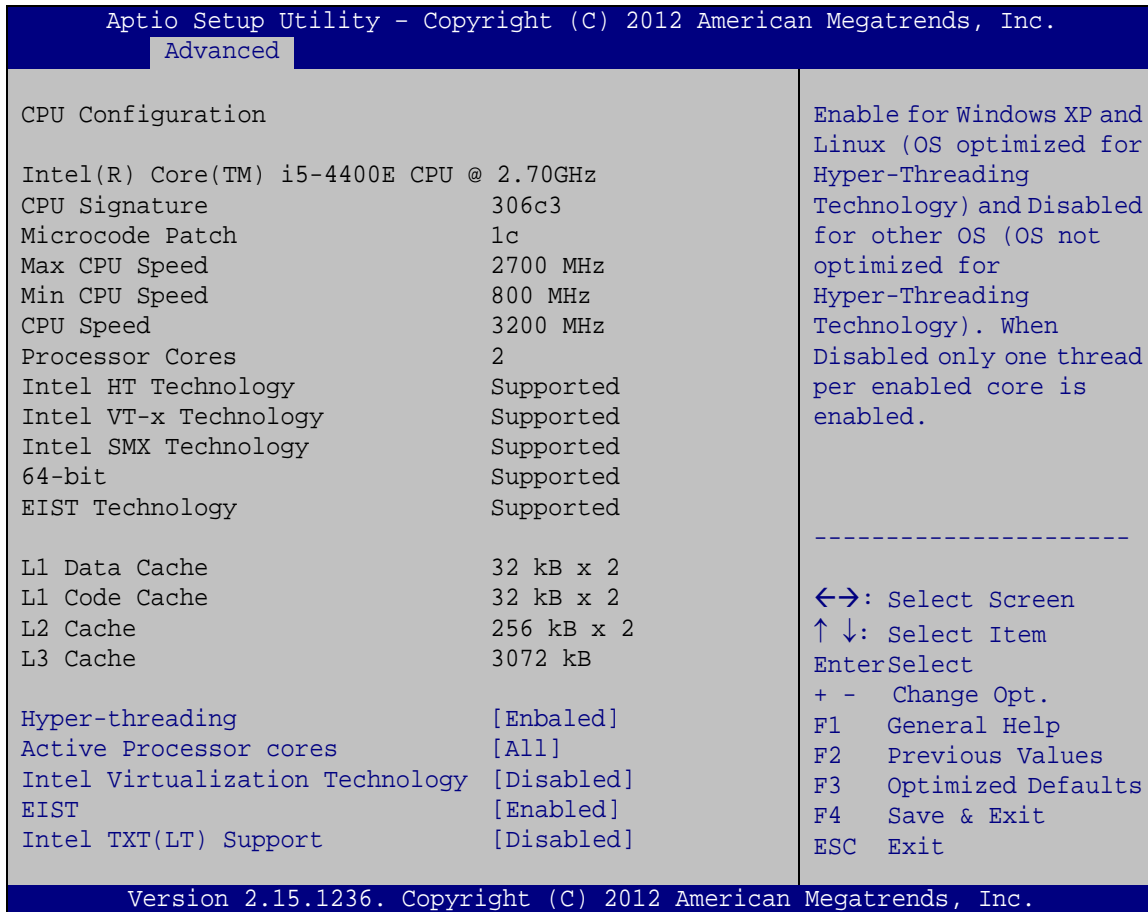 Aptio Setup Utility – Copyright (C) 2012 American Megatrends, Inc.
Advanced
CPU Configuration
Intel(R) Core(TM) i5-4400E CPU @ 2.70GHz
CPU Signature 306c3
Microcode Patch 1c
Max CPU Speed 2700 MHz
Min CPU Speed 800 MHz
CPU Speed 3200 MHz
Processor Cores 2
Intel HT Technology Supported
Intel VT-x Technology Supported
Intel SMX Technology Supported
64-bit Supported
EIST Technology Supported
L1 Data Cache 32 kB x 2
L1 Code Cache 32 kB x 2
L2 Cache 256 kB x 2
L3 Cache 3072 kB
Hyper-threading [Enbaled]
Active Processor cores [All]
Intel Virtualization Technology [Disabled]
EIST [Enabled]
Intel TXT(LT) Support [Disabled]
Enable for Windows XP and
Linux (OS optimized for
Hyper-Threading
Technology) and Disabled
for other OS (OS not
optimized for
Hyper-Threading
Technology). When
Disabled only one thread
per enabled core is
enabled.
----------------------
←→: Select Screen
↑ ↓: Select Item
EnterSelect
+ - Change Opt.
F1 General Help
F2 Previous Values
F3 Optimized Defaults
F4 Save & Exit
ESC Exit
Version 2.15.1236. Copyright (C) 2012 American Megatrends, Inc.